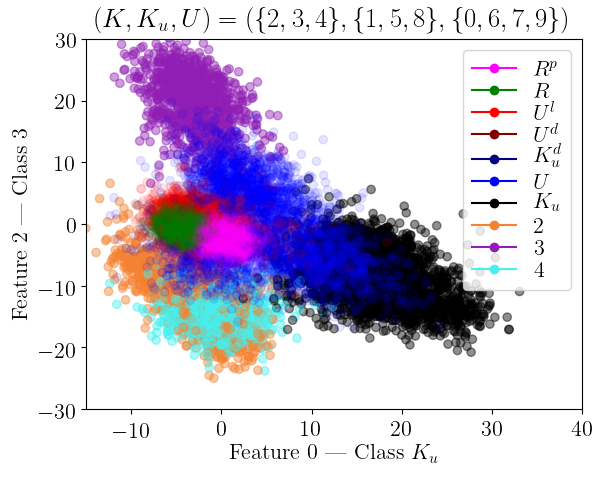 (K, K_u, U) = ({2, 3, 4}, {1, 5, 8}, {0, 6, 7, 9})
30
20
10
0
−10
−20
−30
Feature 2 — Class 3
R^p
R
U^l
U^d
K_u^d
U
K_u
2
3
4
−10 0 10 20 30 40
Feature 0 — Class K_u